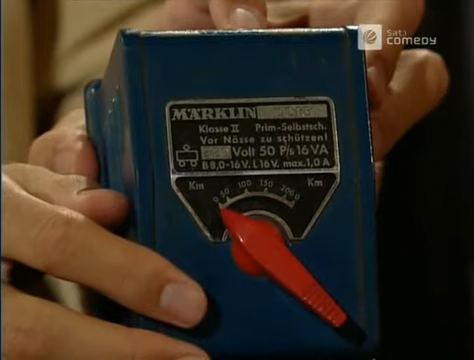 Sat.1
comedy
MÄRKLIN
Klasse II Prim-Selbstsch.
Vor Nässe zu schützen!
Volt 50 P/s 16 VA
B 8,0-16 V. L 16 V. max. 1,0 A
Km Km
0 50 100 150 200 0